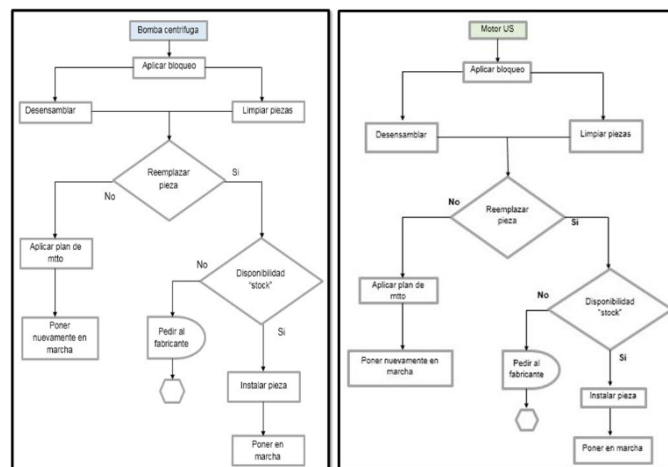 Bomba centrifuga
Aplicar bloqueo
Desensamblar
Limpiar piezas
Reemplazar
pieza
No
Si
Aplicar plan de
mtto
Poner
nuevamente en
marcha
Disponibilidad
"stock"
No
Si
Pedir al
fabricante
Instalar pieza
Poner en
marcha
Motor US
Aplicar bloqueo
Desensamblar
Limpiar piezas
Reemplazar
pieza
No
Si
Aplicar plan de
mtto
Poner nuevamente en
marcha
Disponibilidad
"stock"
No
Si
Pedir al
fabricante
Instalar pieza
Poner en marcha